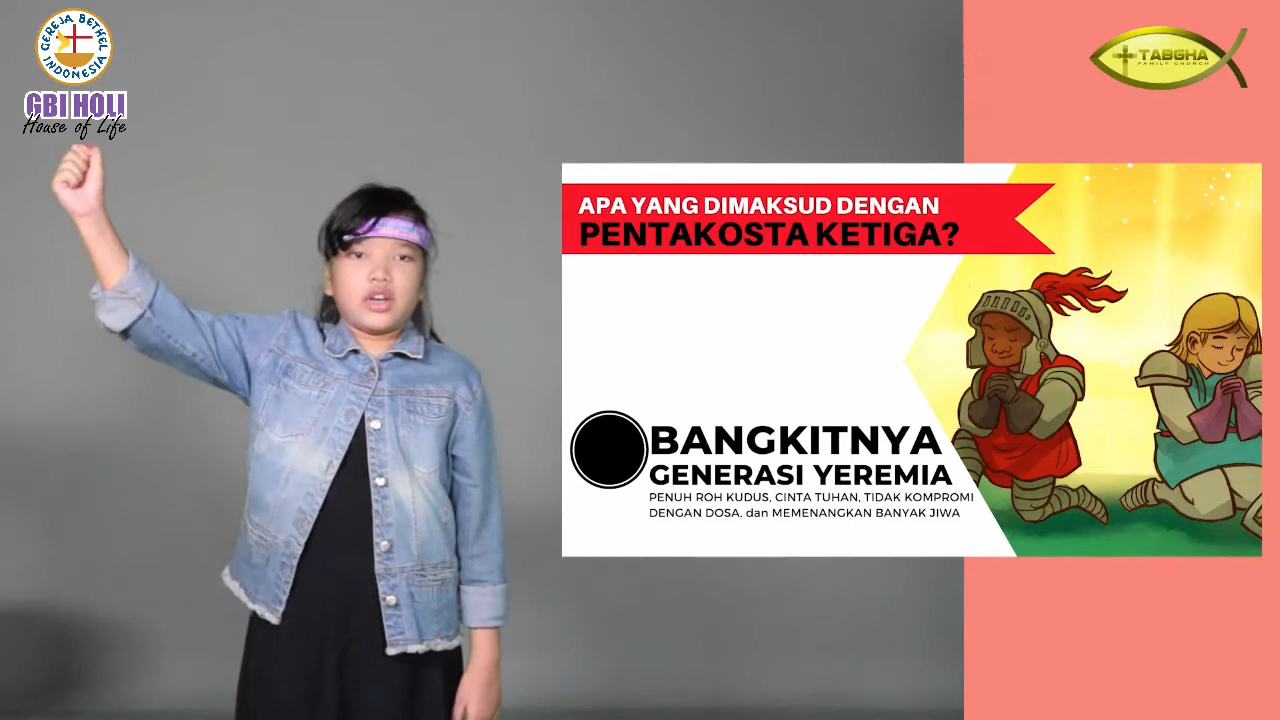 GEREJA BETHEL INDONESIA
GBI HOLI
House of Life
TABGHA
FAMILY CHURCH
APA YANG DIMAKSUD DENGAN
PENTAKOSTA KETIGA?
BANGKITNYA
GENERASI YEREMIA
PENUH ROH KUDUS, CINTA TUHAN, TIDAK KOMPROMI
DENGAN DOSA, dan MEMENANGKAN BANYAK JIWA